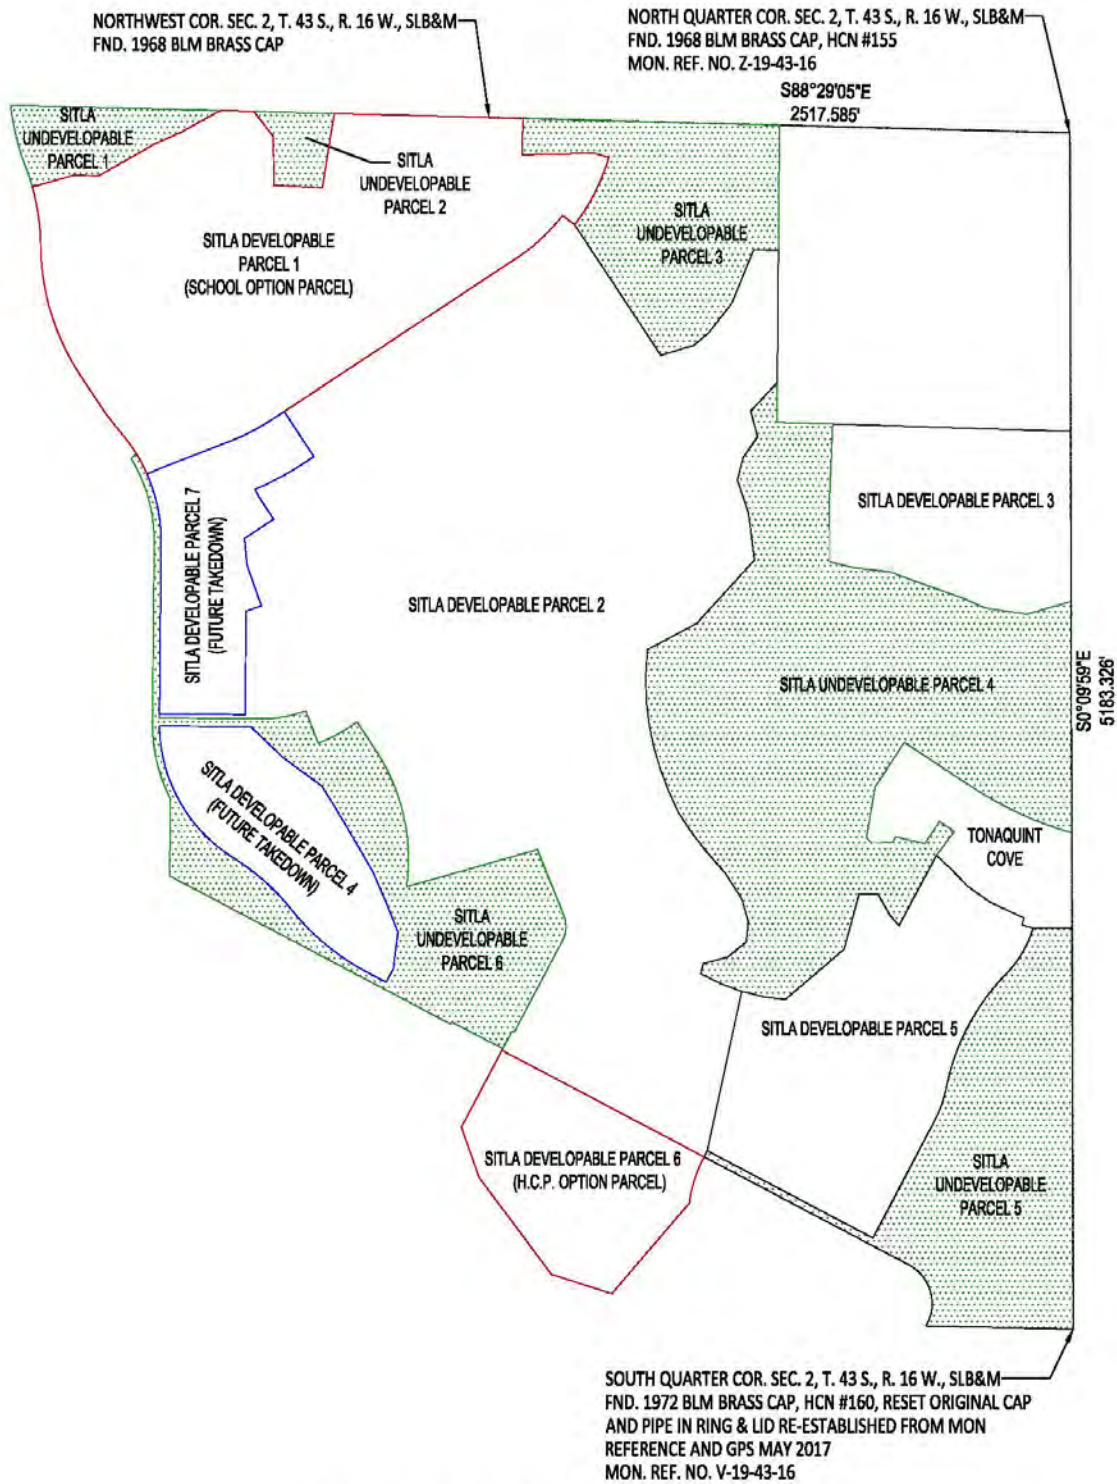 NORTHWEST COR. SEC. 2, T. 43 S., R. 16 W., SLB&M
FND. 1968 BLM BRASS CAP
NORTH QUARTER COR. SEC. 2, T. 43 S., R. 16 W., SLB&M
FND. 1968 BLM BRASS CAP, HCN #155
MON. REF. NO. Z-19-43-16
S88°29'05"E
2517.585'
SITLA
UNDEVELOPABLE
PARCEL 1
SITLA
UNDEVELOPABLE
PARCEL 2
SITLA DEVELOPABLE
PARCEL 1
(SCHOOL OPTION PARCEL)
SITLA
UNDEVELOPABLE
PARCEL 3
SITLA DEVELOPABLE PARCEL 3
SITLA DEVELOPABLE PARCEL 7
(FUTURE TAKEDOWN)
SITLA DEVELOPABLE PARCEL 2
SITLA UNDEVELOPABLE PARCEL 4
S0°09'59"E
5183.326'
SITLA DEVELOPABLE PARCEL 4
(FUTURE TAKEDOWN)
TONAQUINT
COVE
SITLA
UNDEVELOPABLE
PARCEL 6
SITLA DEVELOPABLE PARCEL 5
SITLA DEVELOPABLE PARCEL 6
(H.C.P. OPTION PARCEL)
SITLA
UNDEVELOPABLE
PARCEL 5
SOUTH QUARTER COR. SEC. 2, T. 43 S., R. 16 W., SLB&M
FND. 1972 BLM BRASS CAP, HCN #160, RESET ORIGINAL CAP
AND PIPE IN RING & LID RE-ESTABLISHED FROM MON
REFERENCE AND GPS MAY 2017
MON. REF. NO. V-19-43-16